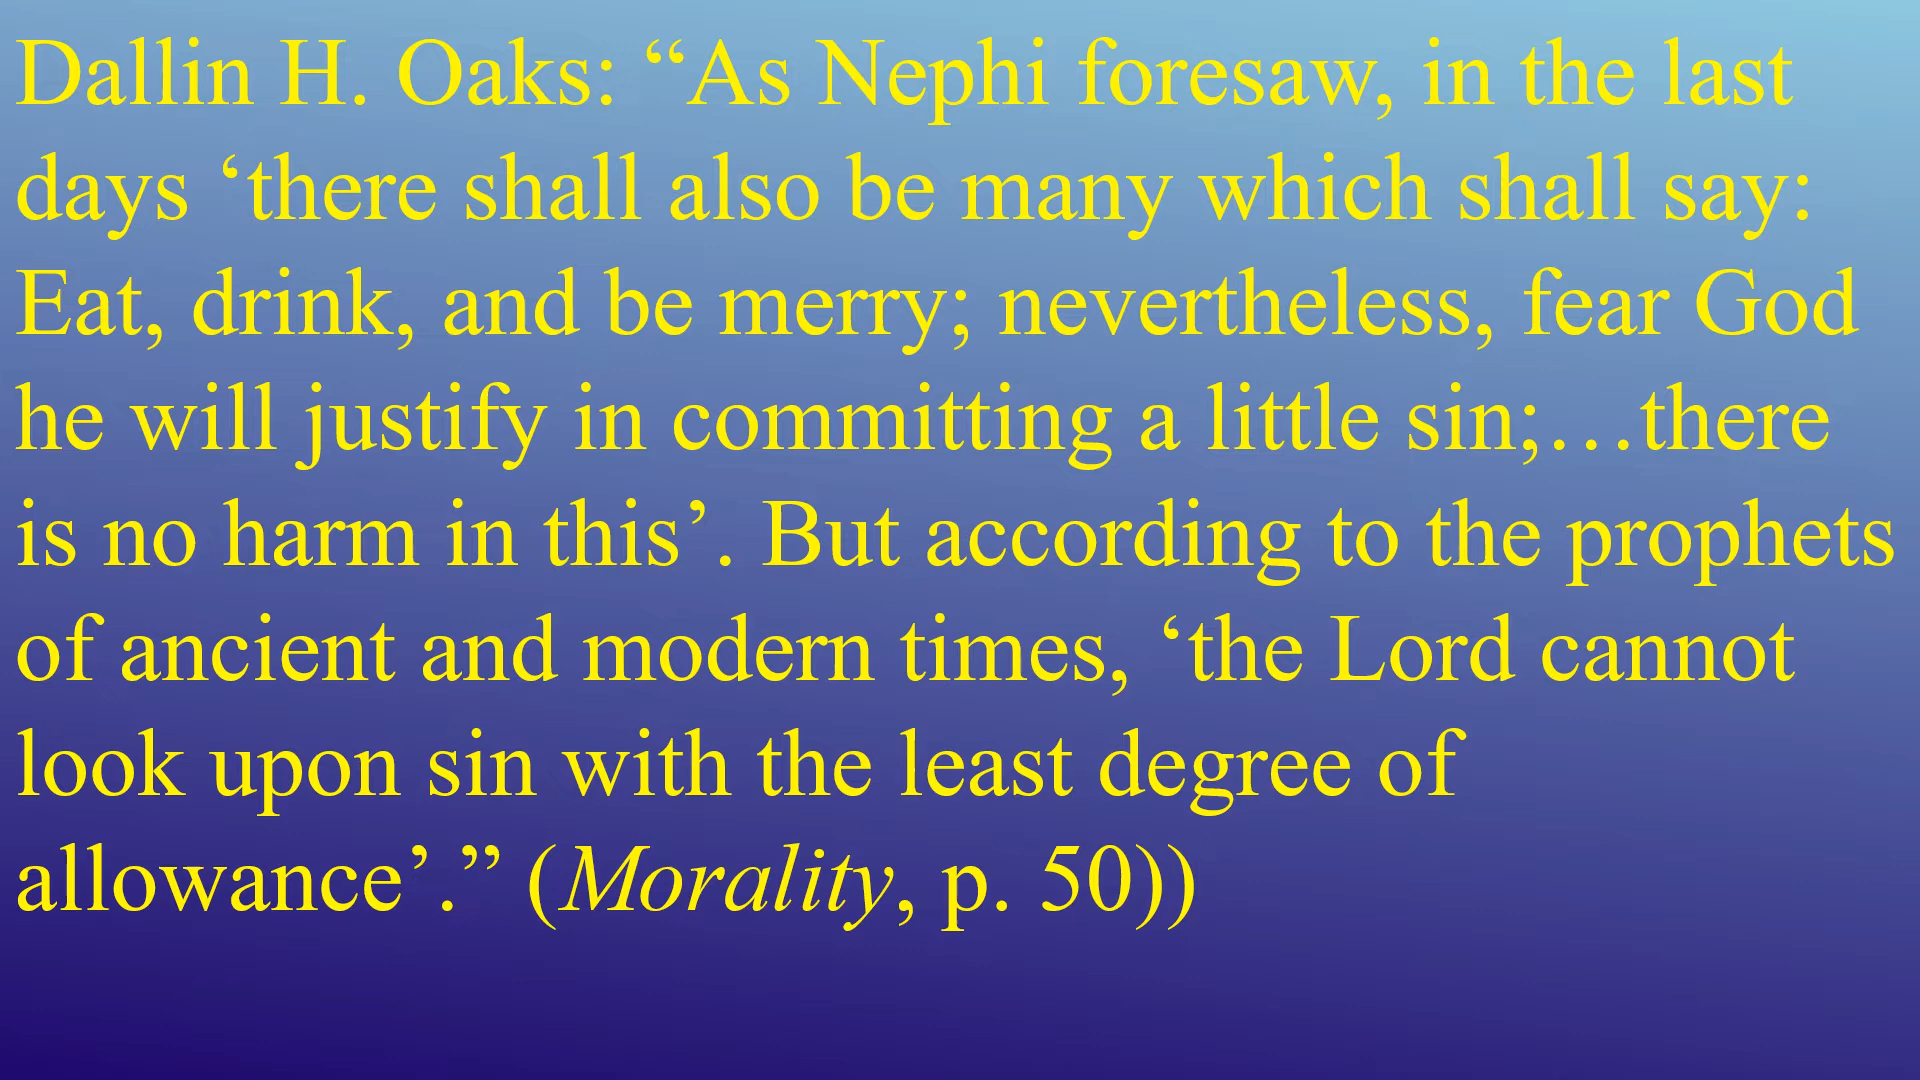 Dallin H. Oaks: “As Nephi foresaw, in the last
days ‘there shall also be many which shall say:
Eat, drink, and be merry; nevertheless, fear God
he will justify in committing a little sin;…there
is no harm in this’. But according to the prophets
of ancient and modern times, ‘the Lord cannot
look upon sin with the least degree of
allowance’.” (Morality, p. 50))